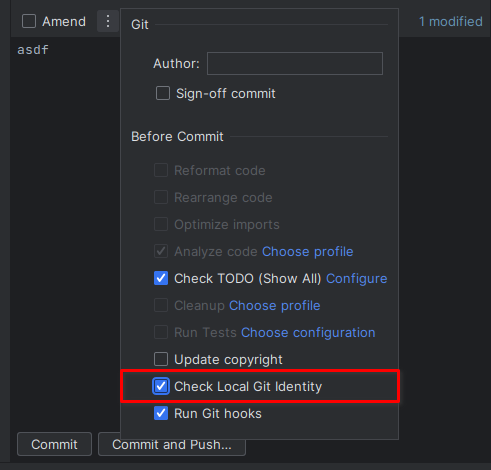 Amend
Git
1 modified
asdf
Author:
Sign-off commit
Before Commit
Reformat code
Rearrange code
Optimize imports
Analyze code Choose profile
Check TODO (Show All) Configure
Cleanup Choose profile
Run Tests Choose configuration
Update copyright
Check Local Git Identity
Run Git hooks
Commit
Commit and Push...